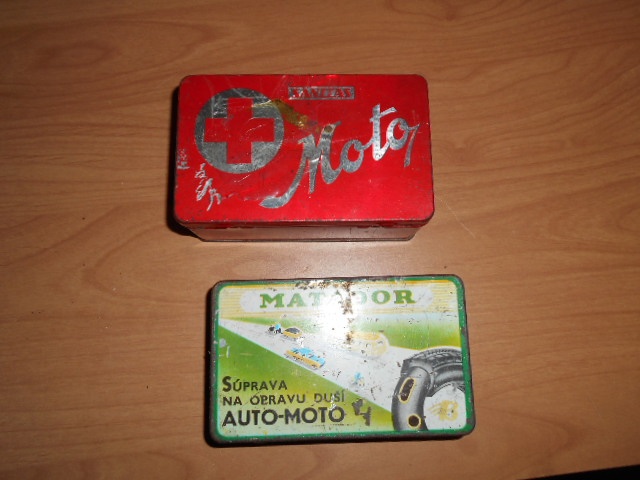 Moto
MATADOR
SÚPRAVA
NA OPRAVU DUŠÍ
AUTO-MOTO